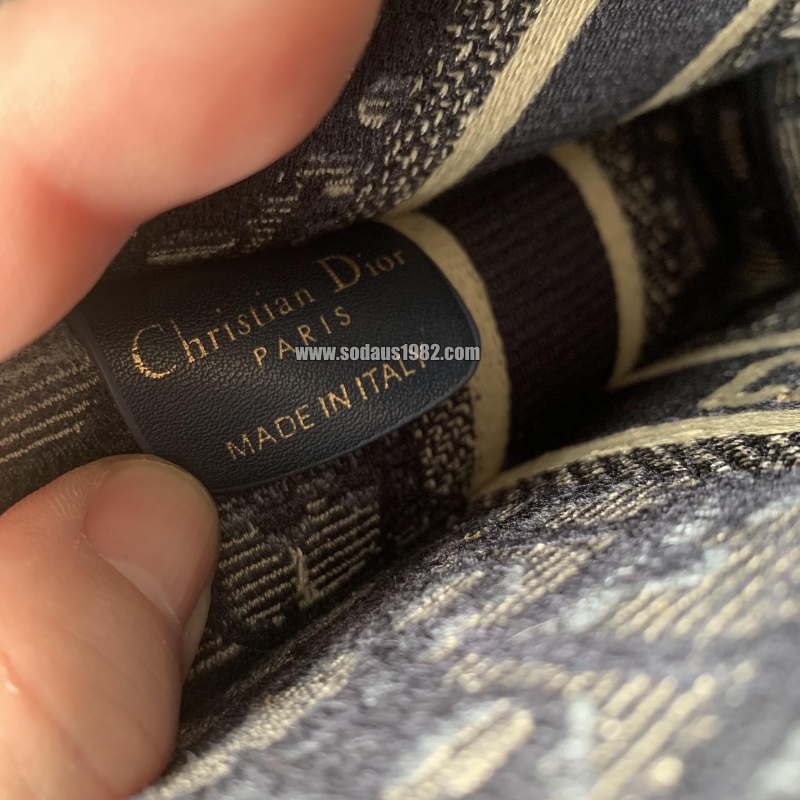 Christian Dior
PARIS
www.sodaus1982.com
MADE IN ITALY